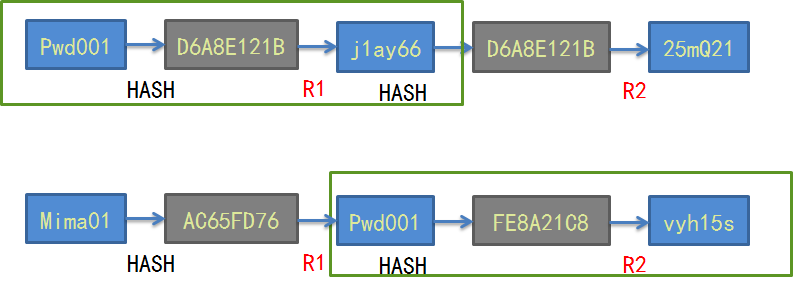 Pwd001 D6A8E121B j1ay66 D6A8E121B 25mQ21
HASH R1 HASH R2
Mima01 AC65FD76 Pwd001 FE8A21C8 vyh15s
HASH R1 HASH R2